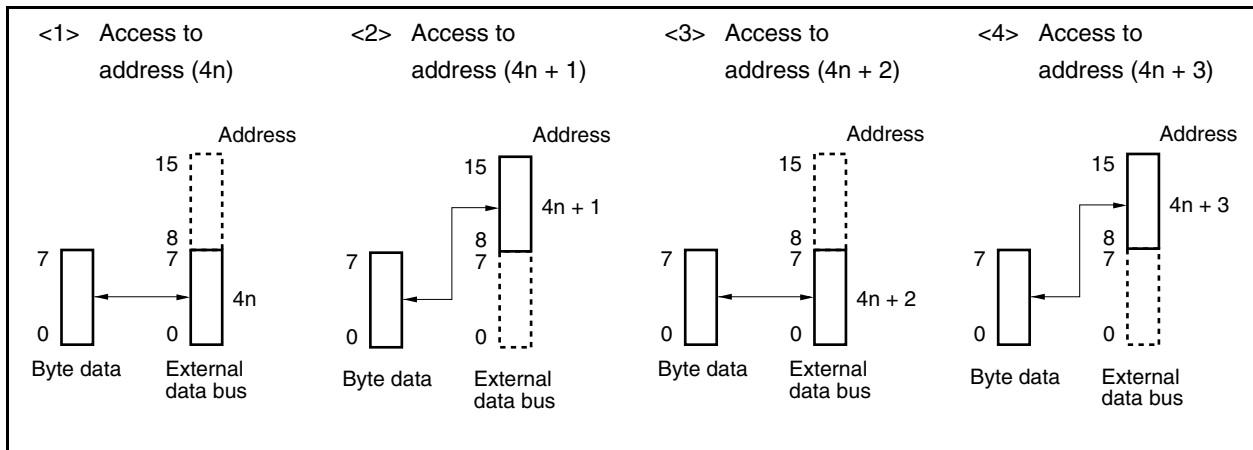 <1> Access to
address (4n)
Address
15
8
7
7
4n
0
0
Byte data
External
data bus
<2> Access to
address (4n + 1)
Address
15
4n + 1
8
7
7
0
0
Byte data
External
data bus
<3> Access to
address (4n + 2)
Address
15
8
7
7
4n + 2
0
0
Byte data
External
data bus
<4> Access to
address (4n + 3)
Address
15
4n + 3
8
7
7
0
0
Byte data
External
data bus